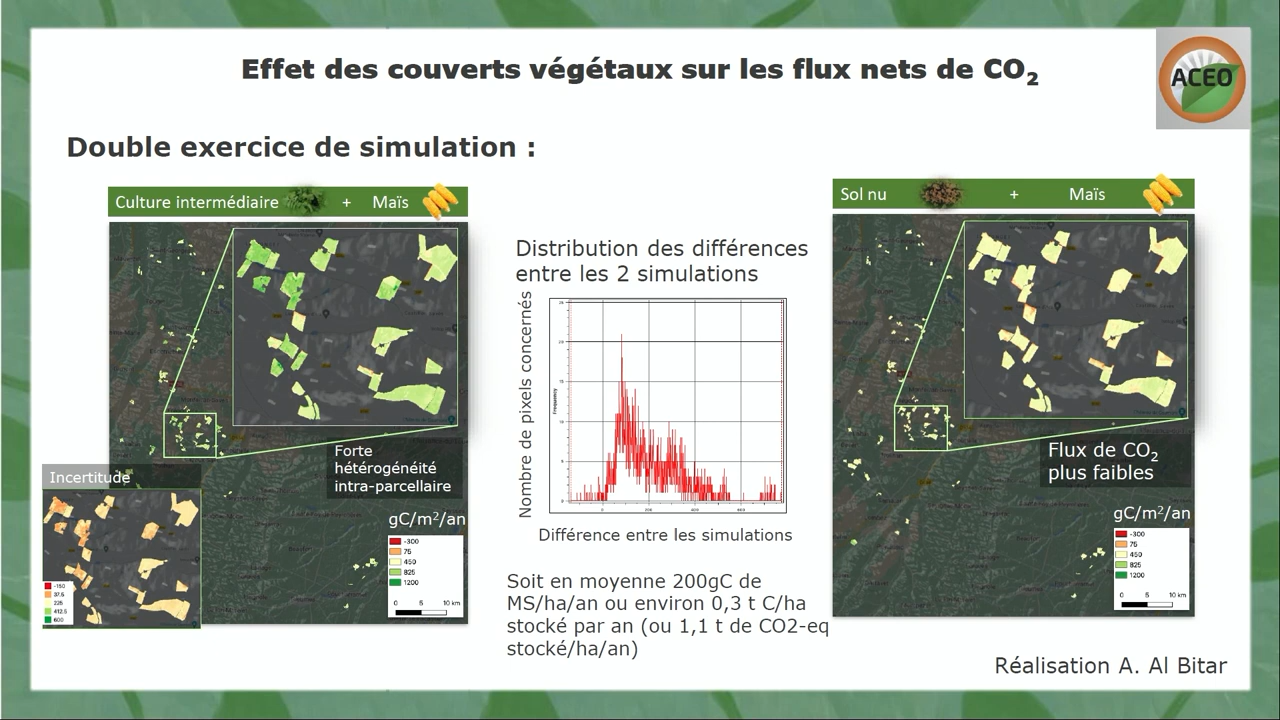 Effet des couverts végétaux sur les flux nets de CO2
ACEO
Double exercice de simulation :
Culture intermédiaire + Maïs
Forte
hétérogénéité
intra-parcellaire
Incertitude
-150
37.5
225
412.5
600
gC/m²/an
-300
75
450
825
1200
0 5 10 km
Distribution des différences
entre les 2 simulations
Nombre de pixels concernés
Frequency
Différence entre les simulations
Soit en moyenne 200gC de
MS/ha/an ou environ 0,3 t C/ha
stocké par an (ou 1,1 t de CO2-eq
stocké/ha/an)
Sol nu + Maïs
Flux de CO2
plus faibles
gC/m²/an
-300
75
450
825
1200
0 5 10 km
Réalisation A. Al Bitar